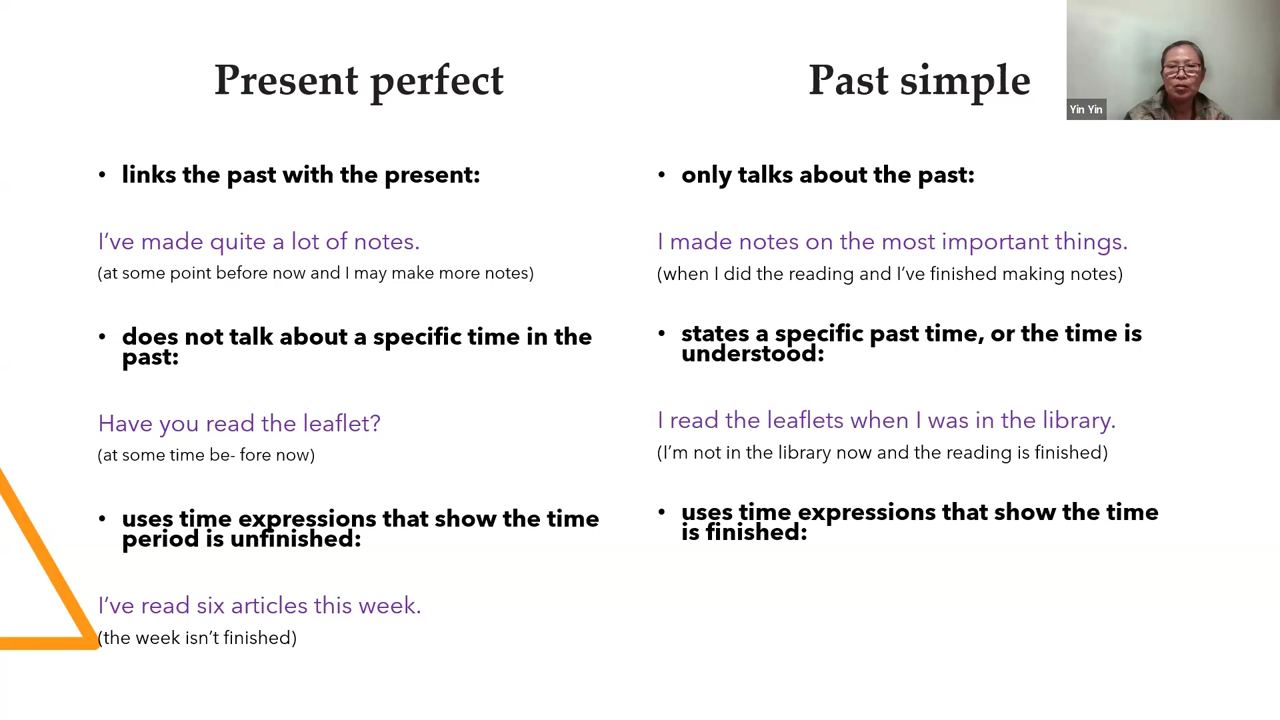 Present perfect
• links the past with the present:
I've made quite a lot of notes.
(at some point before now and I may make more notes)
• does not talk about a specific time in the
past:
Have you read the leaflet?
(at some time be- fore now)
• uses time expressions that show the time
period is unfinished:
I've read six articles this week.
(the week isn't finished)
Past simple
• only talks about the past:
I made notes on the most important things.
(when I did the reading and I've finished making notes)
• states a specific past time, or the time is
understood:
I read the leaflets when I was in the library.
(I'm not in the library now and the reading is finished)
• uses time expressions that show the time
is finished:
Yin Yin